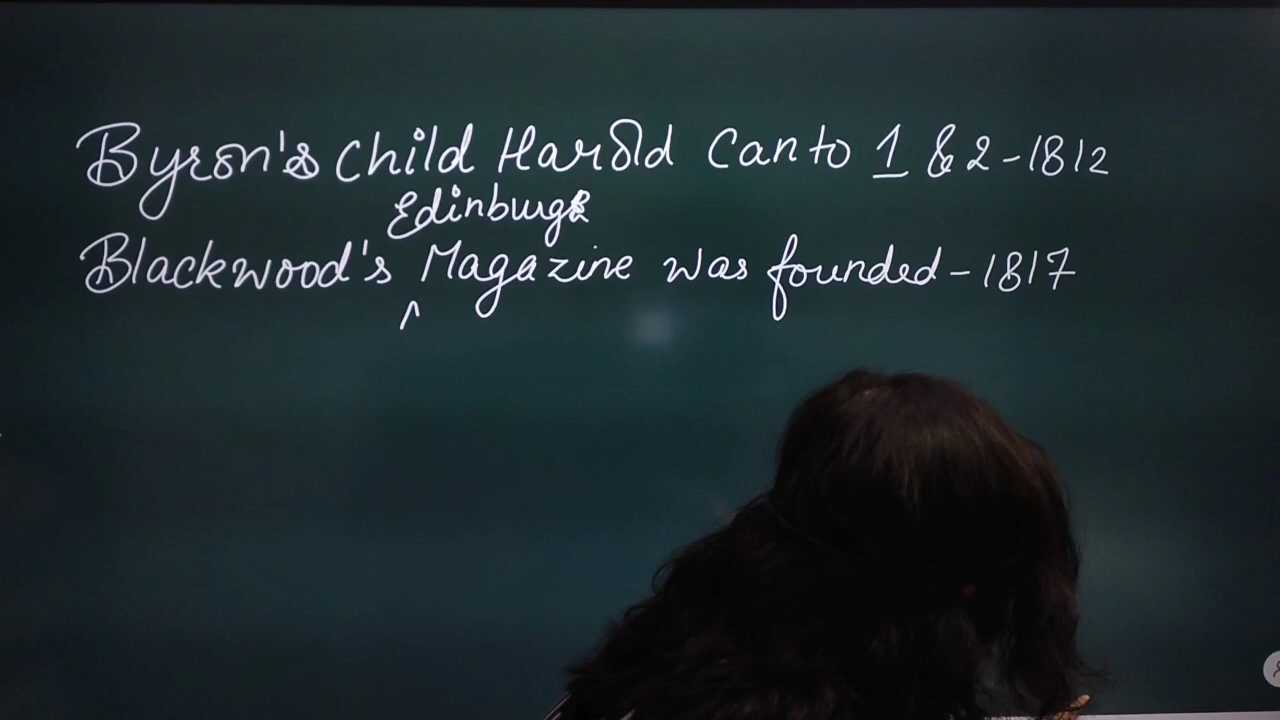 Byron's Child Harold Canto 1 & 2 - 1812
Edinburgh
Blackwood's ^ Magazine was founded - 1817